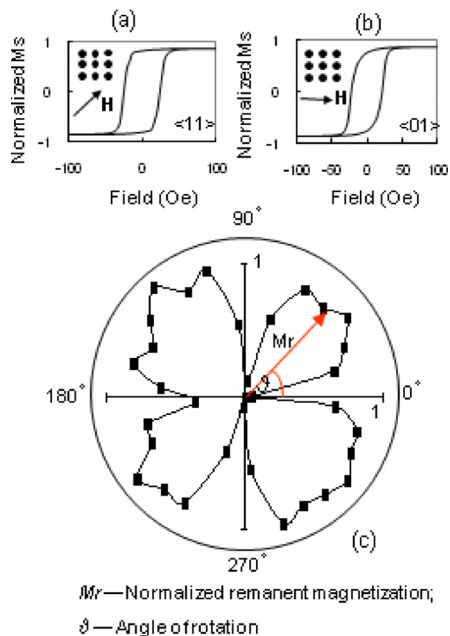 (a)
(b)
Normalized Ms
1
0
-1
H
<11>
-100
0
100
Field (Oe)
Normalized Ms
1
0
-1
H
<01>
-100
-50
0
50
100
Field (Oe)
90°
1
Mr
ϑ
180°
0°
1
(c)
270°
Mr—Normalized remanent magnetization;
ϑ—Angle of rotation